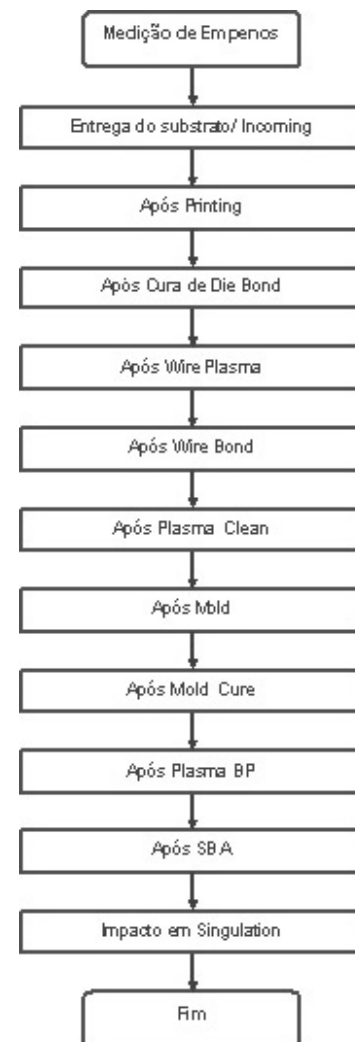 Medição de Empenos
Entrega do substrato/ Incoming
Após Printing
Após Cura de Die Bond
Após Wire Plasma
Após Wire Bond
Após Plasma Clean
Após Mold
Após Mold Cure
Após Plasma BP
Após SBA
Impacto em Singulation
Fim